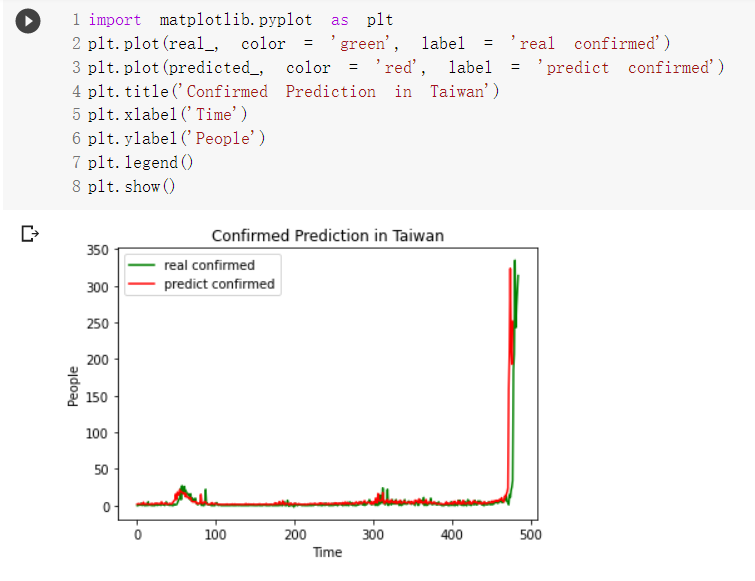 1 import matplotlib.pyplot as plt
2 plt.plot(real_, color = 'green', label = 'real confirmed')
3 plt.plot(predicted_, color = 'red', label = 'predict confirmed')
4 plt.title('Confirmed Prediction in Taiwan')
5 plt.xlabel('Time')
6 plt.ylabel('People')
7 plt.legend()
8 plt.show()
Confirmed Prediction in Taiwan
real confirmed
predict confirmed
People
350
300
250
200
150
100
50
0
0 100 200 300 400 500
Time